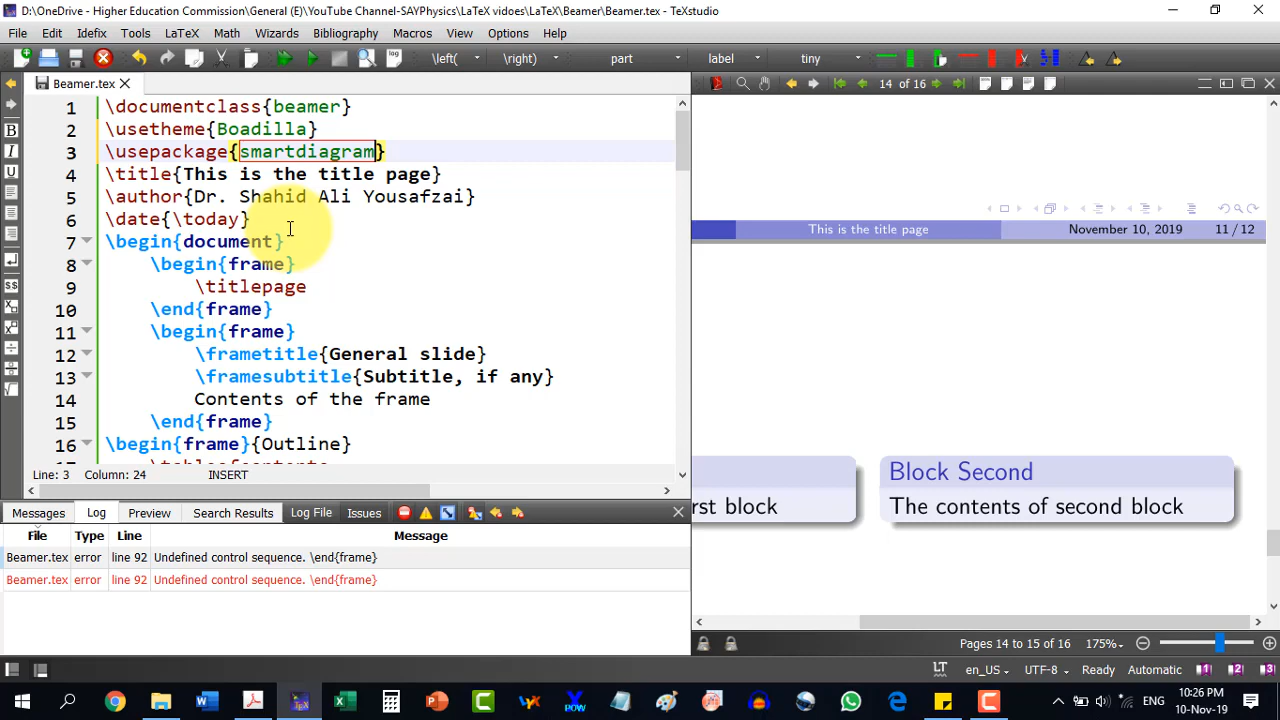 D:\OneDrive - Higher Education Commission\General (E)\YouTube Channel-SAYPhysics\LaTeX vidoes\LaTeX\Beamer\Beamer.tex - TeXstudio
File Edit Idefix Tools LaTeX Math Wizards Bibliography Macros View Options Help
\left( \right) part label tiny
Beamer.tex
14 of 16
1 \documentclass{beamer}
2 \usetheme{Boadilla}
3 \usepackage{smartdiagram}
4 \title{This is the title page}
5 \author{Dr. Shahid Ali Yousafzai}
6 \date{\today}
7 \begin{document}
8 \begin{frame}
9 \titlepage
10 \end{frame}
11 \begin{frame}
12 \frametitle{General slide}
13 \framesubtitle{Subtitle, if any}
14 Contents of the frame
15 \end{frame}
16 \begin{frame}{Outline}
17 \tableofcontents
Line: 3 Column: 24 INSERT
This is the title page November 10, 2019 11 / 12
Block Second
rst block The contents of second block
Messages Log Preview Search Results Log File Issues
File Type Line Message
Beamer.tex error line 92 Undefined control sequence. \end{frame}
Beamer.tex error line 92 Undefined control sequence. \end{frame}
Pages 14 to 15 of 16 175%
LT en_US UTF-8 Ready Automatic 1 2 3
ENG 10:26 PM
10-Nov-19